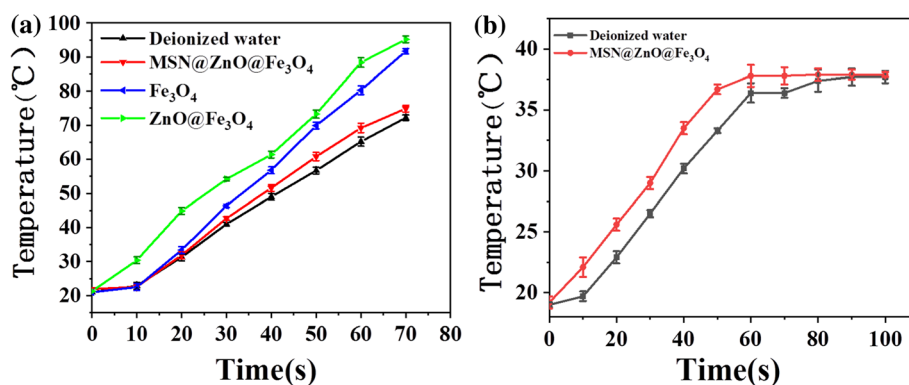 (a)
Temperature(℃)
100
90
80
70
60
50
40
30
20
Deionized water
MSN@ZnO@Fe₃O₄
Fe₃O₄
ZnO@Fe₃O₄
0 10 20 30 40 50 60 70 80
Time(s)
(b)
Temperature(℃)
40
35
30
25
20
Deionized water
MSN@ZnO@Fe₃O₄
0 20 40 60 80 100
Time(s)